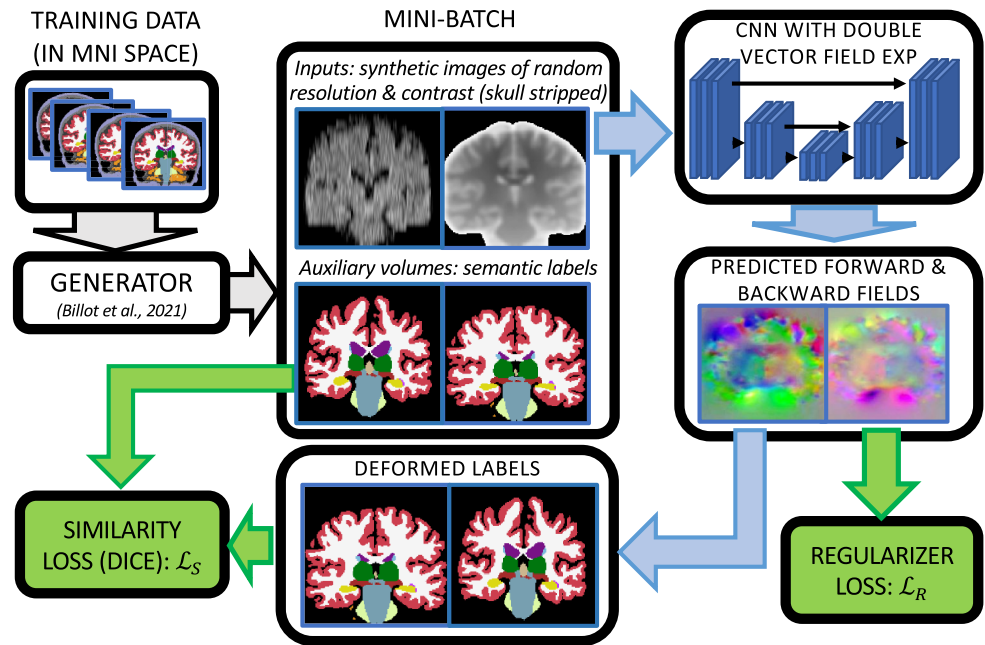 TRAINING DATA
(IN MNI SPACE)
GENERATOR
(Billot et al., 2021)
MINI-BATCH
Inputs: synthetic images of random
resolution & contrast (skull stripped)
Auxiliary volumes: semantic labels
CNN WITH DOUBLE
VECTOR FIELD EXP
PREDICTED FORWARD &
BACKWARD FIELDS
DEFORMED LABELS
SIMILARITY
LOSS (DICE): ℒ𝑆
REGULARIZER
LOSS: ℒ𝑅